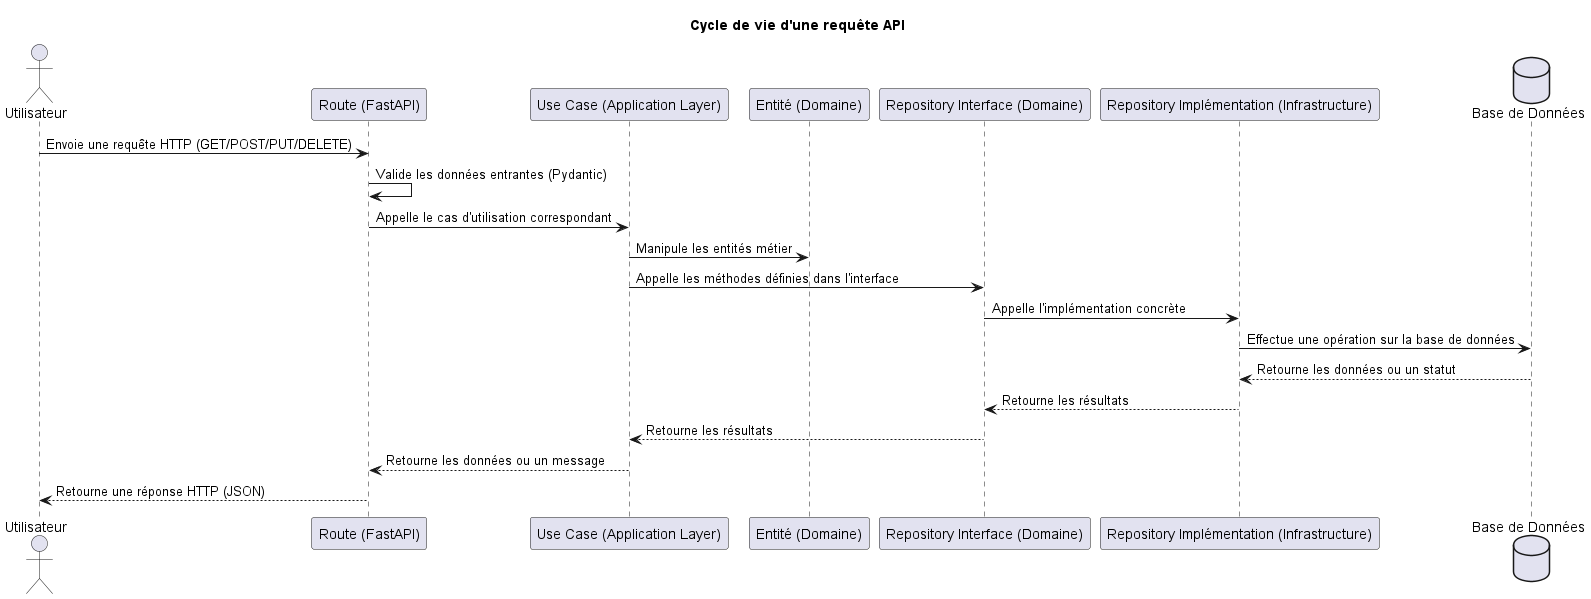 Cycle de vie d'une requête API
Utilisateur
Route (FastAPI)
Use Case (Application Layer)
Entité (Domaine)
Repository Interface (Domaine)
Repository Implémentation (Infrastructure)
Base de Données
Envoie une requête HTTP (GET/POST/PUT/DELETE)
Valide les données entrantes (Pydantic)
Appelle le cas d'utilisation correspondant
Manipule les entités métier
Appelle les méthodes définies dans l'interface
Appelle l'implémentation concrète
Effectue une opération sur la base de données
Retourne les données ou un statut
Retourne les résultats
Retourne les résultats
Retourne les données ou un message
Retourne une réponse HTTP (JSON)
Utilisateur
Route (FastAPI)
Use Case (Application Layer)
Entité (Domaine)
Repository Interface (Domaine)
Repository Implémentation (Infrastructure)
Base de Données